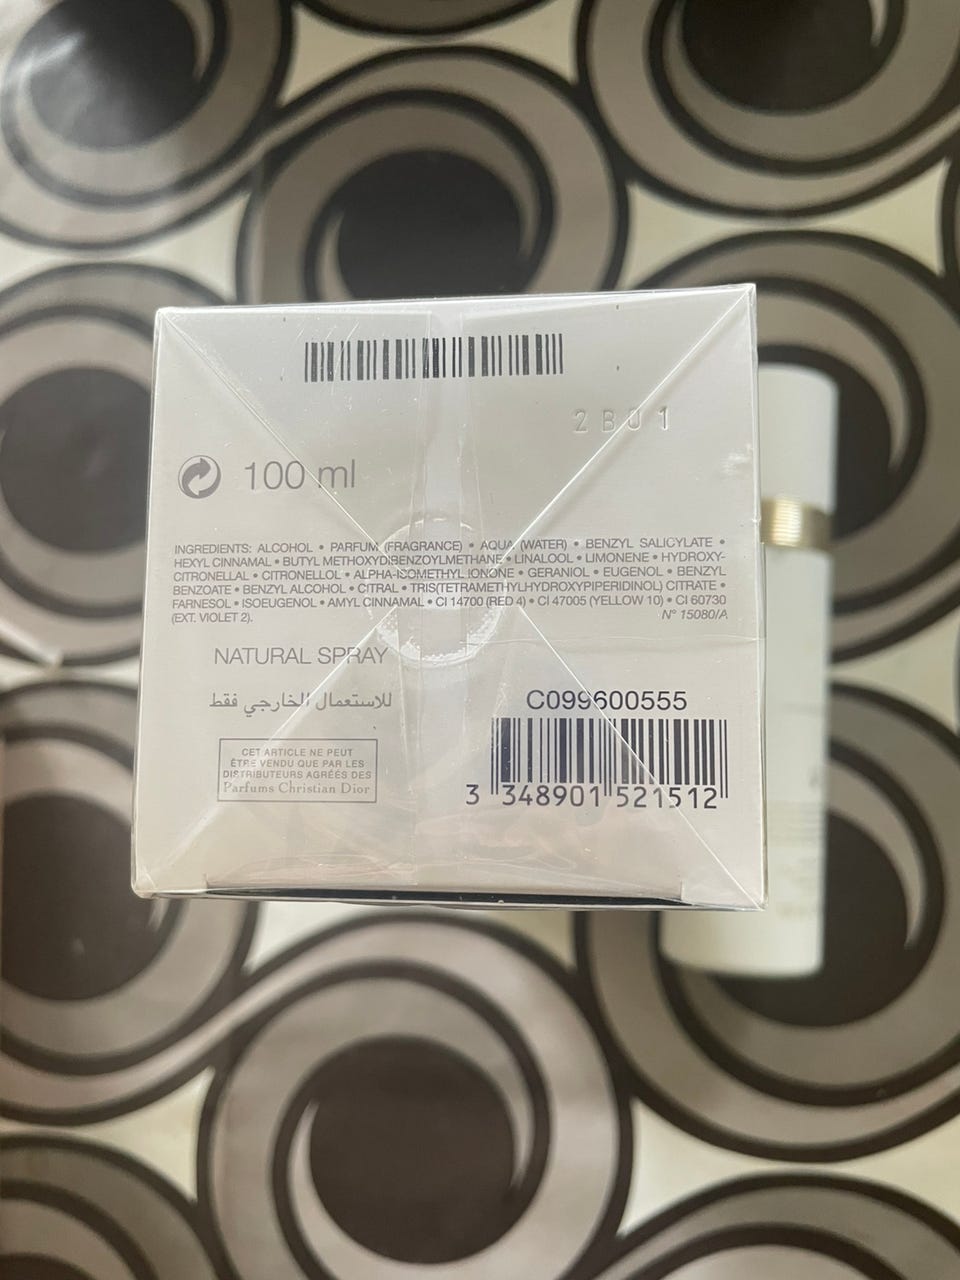 2B01
100 ml
INGREDIENTS: ALCOHOL • PARFUM (FRAGRANCE) • AQUA (WATER) • BENZYL SALICYLATE •
HEXYL CINNAMAL • BUTYL METHOXYDIBENZOYLMETHANE • LINALOOL • LIMONENE • HYDROXY-
CITRONELLAL • CITRONELLOL • ALPHA-ISOMETHYL IONONE • GERANIOL • EUGENOL • BENZYL
BENZOATE • BENZYL ALCOHOL • CITRAL • TRIS(TETRAMETHYLHYDROXYPIPERIDINOL) CITRATE •
FARNESOL • ISOEUGENOL • AMYL CINNAMAL • CI 14700 (RED 4) • CI 47005 (YELLOW 10) • CI 60730
(EXT. VIOLET 2). N° 15080/A
NATURAL SPRAY
للاستعمال الخارجي فقط
CET ARTICLE NE PEUT
ÊTRE VENDU QUE PAR LES
DISTRIBUTEURS AGRÉÉS DES
Parfums Christian Dior
C099600555
3 348901 521512